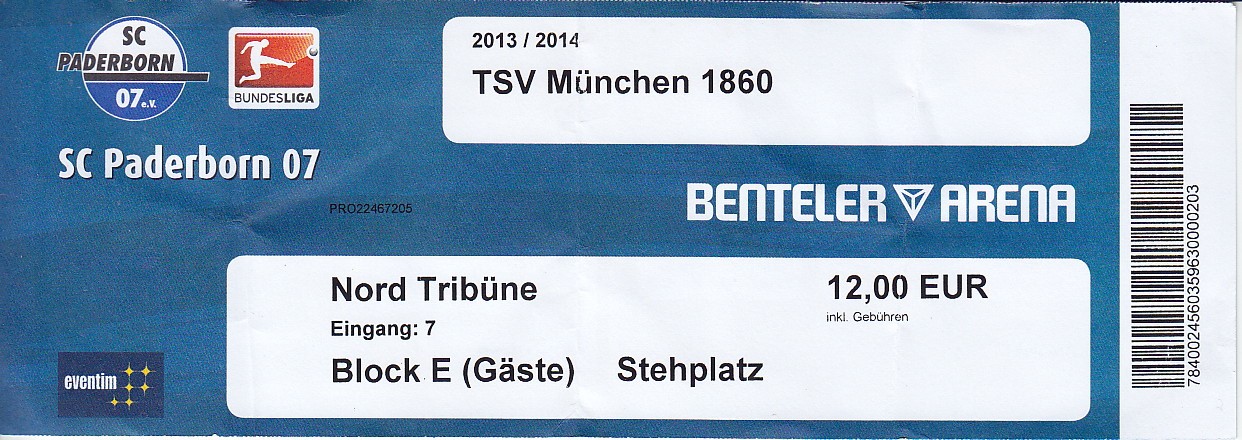 SC
PADERBORN
07 e.V.
BUNDESLIGA
SC Paderborn 07
2013 / 2014
TSV München 1860
PRO22467205
BENTELER ARENA
Nord Tribüne
12,00 EUR
Eingang: 7
inkl. Gebühren
Block E (Gäste) Stehplatz
eventim
7840024560359630000203